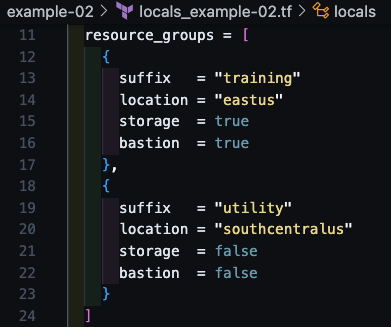 example-02 > locals_example-02.tf > locals
11 resource_groups = [
12 {
13 suffix   = "training"
14 location = "eastus"
15 storage  = true
16 bastion  = true
17 },
18 {
19 suffix   = "utility"
20 location = "southcentralus"
21 storage  = false
22 bastion  = false
23 }
24 ]